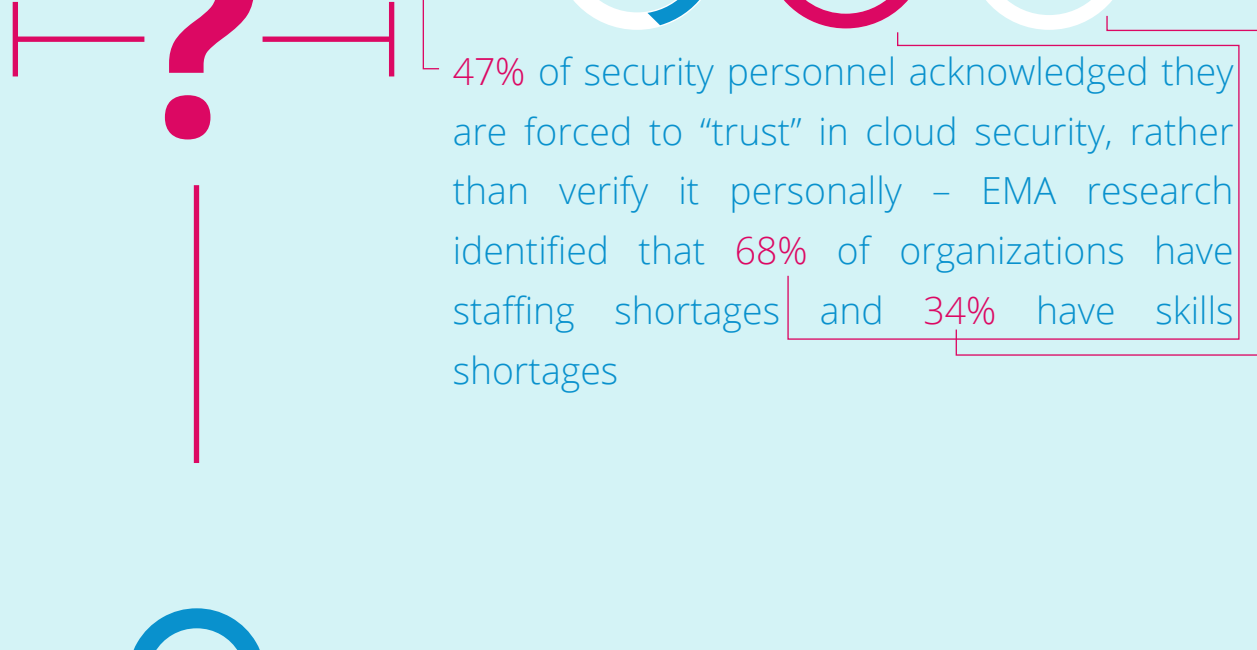 ?
47% of security personnel acknowledged they
are forced to “trust” in cloud security, rather
than verify it personally – EMA research
identified that 68% of organizations have
staffing shortages and 34% have skills
shortages